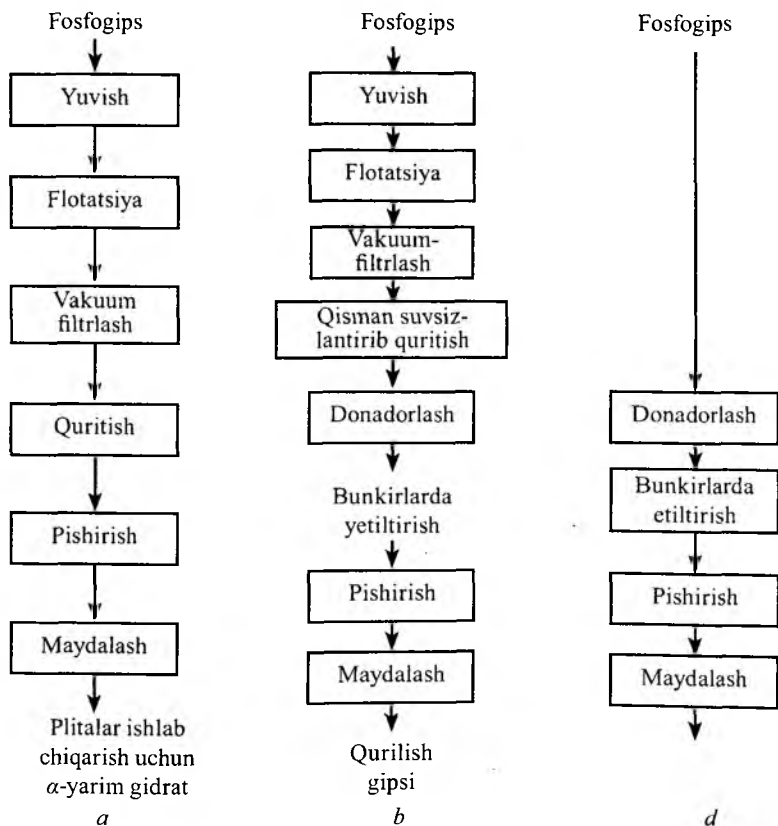 Fosfogips
Yuvish
Flotatsiya
Vakuum
filtrlash
Quritish
Pishirish
Maydalash
Plitalar ishlab
chiqarish uchun
α-yarim gidrat
a
Fosfogips
Yuvish
Flotatsiya
Vakuum-
filtrlash
Qisman suvsiz-
lantirib quritish
Donadorlash
Bunkirlarda
yetiltirish
Pishirish
Maydalash
Qurilish
gipsi
b
Fosfogips
Donadorlash
Bunkirlarda
etiltirish
Pishirish
Maydalash
d